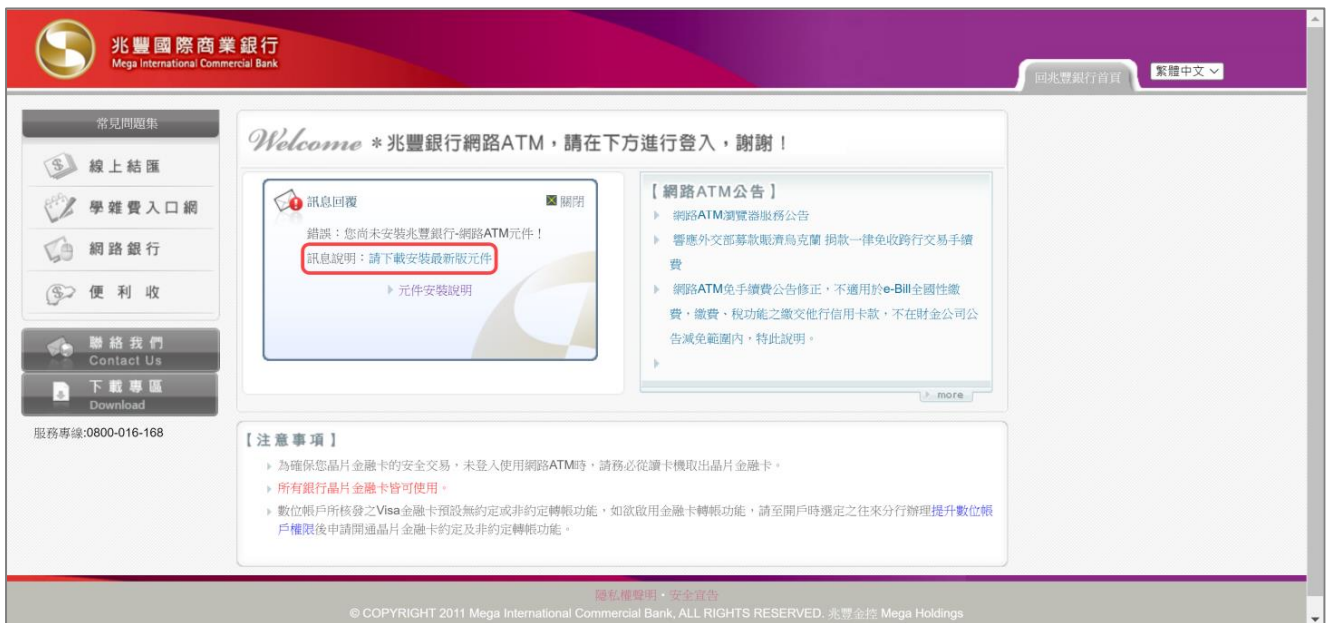 兆豐國際商業銀行
Mega International Commercial Bank
回兆豐銀行首頁
繁體中文
常見問題集
線上結匯
學雜費入口網
網路銀行
便利收
聯絡我們
Contact Us
下載專區
Download
服務專線:0800-016-168
Welcome *兆豐銀行網路ATM,請在下方進行登入,謝謝!
訊息回覆
關閉
錯誤:您尚未安裝兆豐銀行-網路ATM元件!
訊息說明:請下載安裝最新版元件
元件安裝說明
【網路ATM公告】
網路ATM瀏覽器服務公告
響應外交部募款賑濟烏克蘭 捐款一律免收跨行交易手續
費
網路ATM免手續費公告修正,不適用於e-Bill全國性繳
費、繳費、稅功能之繳交他行信用卡款,不在財金公司公
告減免範圍內,特此說明。
more
【注意事項】
為確保您晶片金融卡的安全交易,未登入使用網路ATM時,請務必從讀卡機取出晶片金融卡。
所有銀行晶片金融卡皆可使用。
數位帳戶所核發之Visa金融卡預設無約定或非約定轉帳功能,如欲啟用金融卡轉帳功能,請至開戶時選定之往來分行辦理提升數位帳
戶權限後申請開通晶片金融卡約定及非約定轉帳功能。
隱私權聲明・安全宣告
© COPYRIGHT 2011 Mega International Commercial Bank, ALL RIGHTS RESERVED. 兆豐金控 Mega Holdings